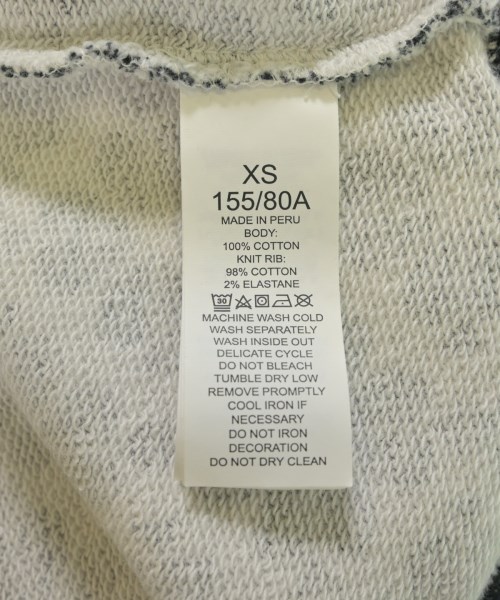 XS
155/80A
MADE IN PERU
BODY:
100% COTTON
KNIT RIB:
98% COTTON
2% ELASTANE
30
MACHINE WASH COLD
WASH SEPARATELY
WASH INSIDE OUT
DELICATE CYCLE
DO NOT BLEACH
TUMBLE DRY LOW
REMOVE PROMPTLY
COOL IRON IF
NECESSARY
DO NOT IRON
DECORATION
DO NOT DRY CLEAN